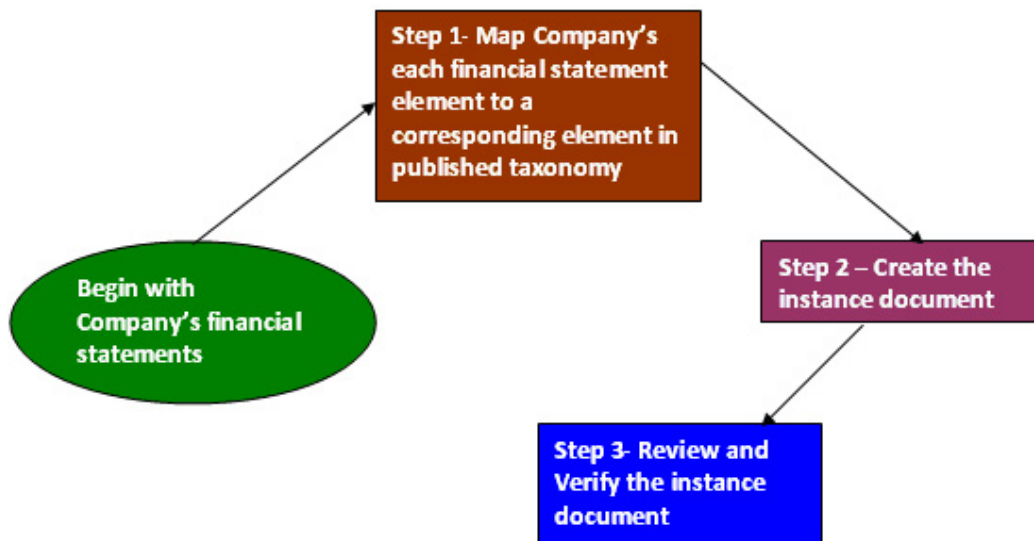 Begin with
Company's financial
statements
Step 1- Map Company's
each financial statement
element to a
corresponding element in
published taxonomy
Step 2 – Create the
instance document
Step 3- Review and
Verify the instance
document